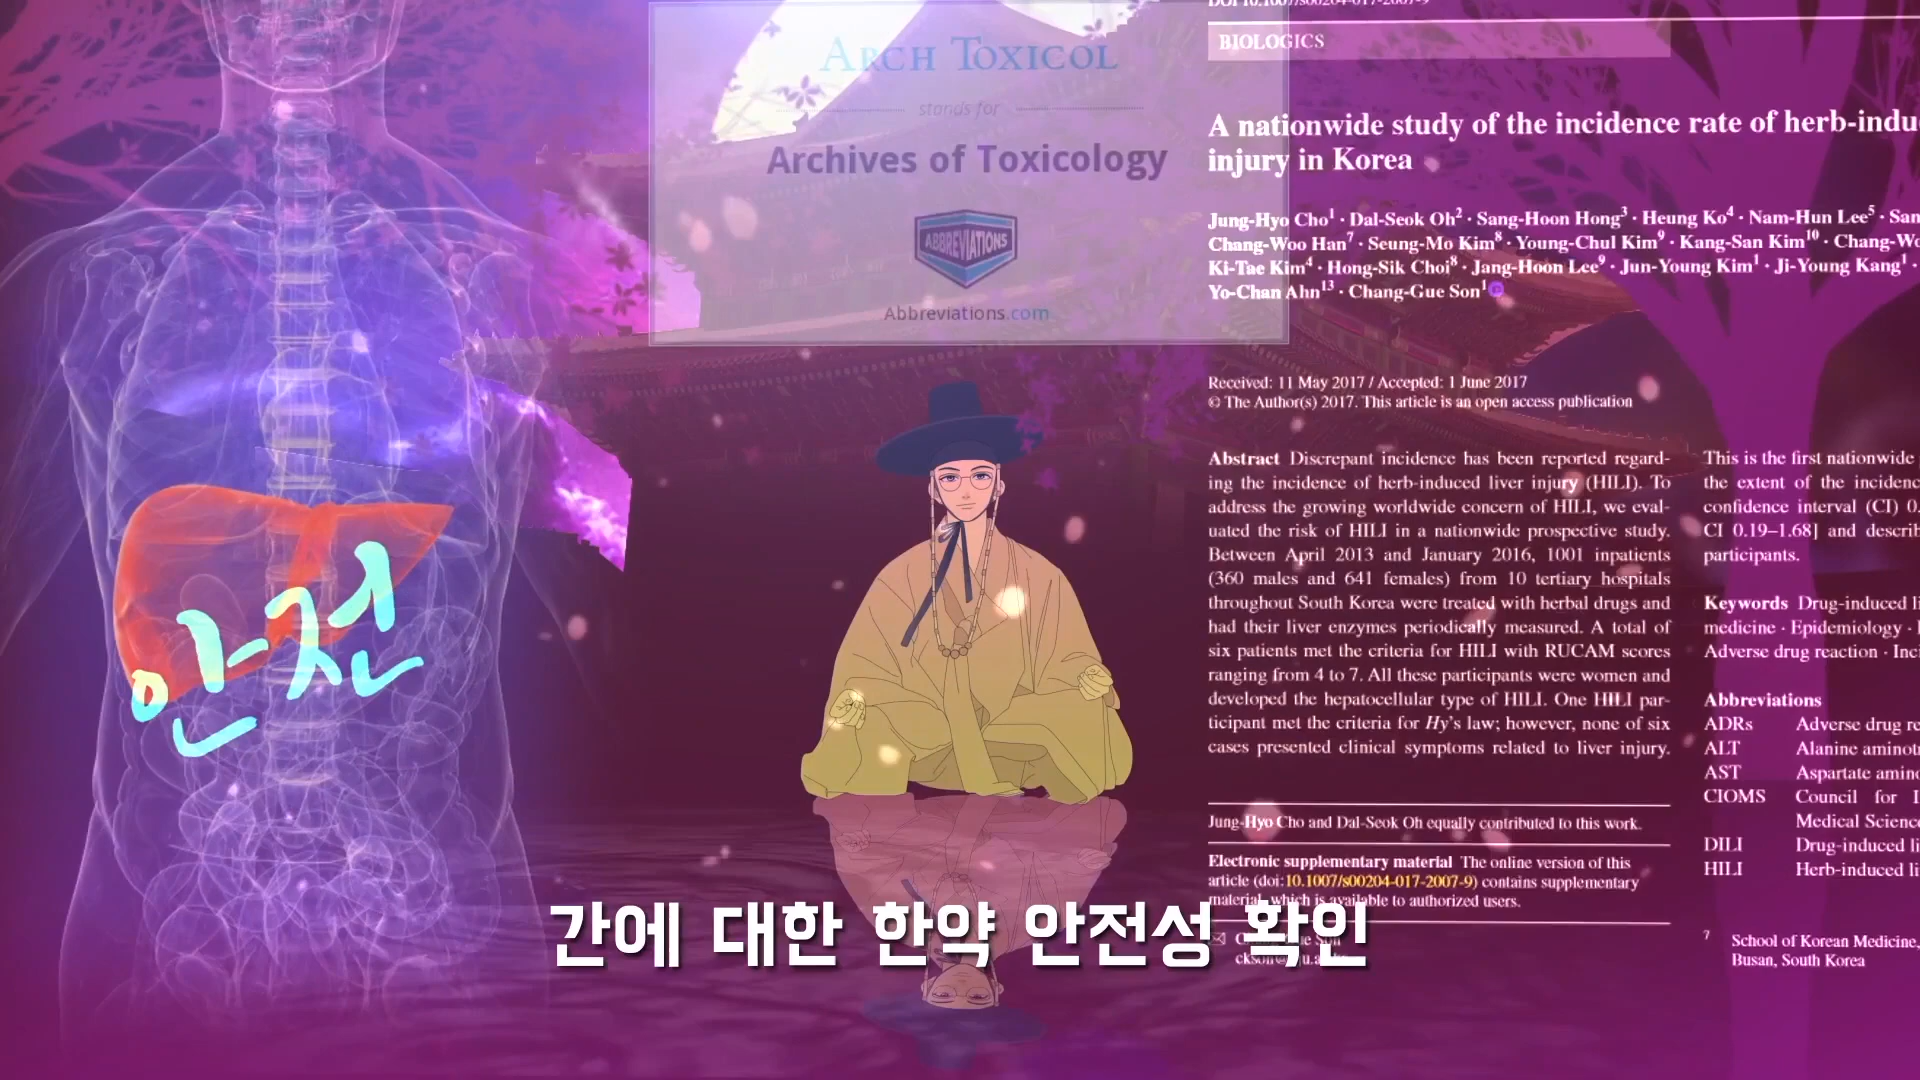 ARCH TOXICOL
stands for
Archives of Toxicology
ABBREVIATIONS
Abbreviations.com
BIOLOGICS
A nationwide study of the incidence rate of herb-indu
injury in Korea
Jung-Hyo Cho1 · Dal-Seok Oh2 · Sang-Hoon Hong3 · Heung Ko4 · Nam-Hun Lee5 · San
Chang-Woo Han7 · Seung-Mo Kim8 · Young-Chul Kim9 · Kang-San Kim10 · Chang-Wo
Ki-Tae Kim4 · Hong-Sik Choi8 · Jang-Hoon Lee9 · Jun-Young Kim1 · Ji-Young Kang1 ·
Yo-Chan Ahn13 · Chang-Gue Son1
Received: 11 May 2017 / Accepted: 1 June 2017
© The Author(s) 2017. This article is an open access publication
Abstract Discrepant incidence has been reported regard-
ing the incidence of herb-induced liver injury (HILI). To
address the growing worldwide concern of HILI, we eval-
uated the risk of HILI in a nationwide prospective study.
Between April 2013 and January 2016, 1001 inpatients
(360 males and 641 females) from 10 tertiary hospitals
throughout South Korea were treated with herbal drugs and
had their liver enzymes periodically measured. A total of
six patients met the criteria for HILI with RUCAM scores
ranging from 4 to 7. All these participants were women and
developed the hepatocellular type of HILI. One HILI par-
ticipant met the criteria for Hy's law; however, none of six
cases presented clinical symptoms related to liver injury.
Jung-Hyo Cho and Dal-Seok Oh equally contributed to this work.
Electronic supplementary material The online version of this
article (doi:10.1007/s00204-017-2007-9) contains supplementary
material, which is available to authorized users.
This is the first nationwide
the extent of the incidenc
confidence interval (CI) 0.
CI 0.19–1.68] and describ
participants.
Keywords Drug-induced li
medicine · Epidemiology ·
Adverse drug reaction · Inci
Abbreviations
ADRs Adverse drug re
ALT Alanine aminot
AST Aspartate amino
CIOMS Council for I
Medical Science
DILI Drug-induced li
HILI Herb-induced li
7 School of Korean Medicine,
Busan, South Korea
안전
간에 대한 한약 안전성 확인